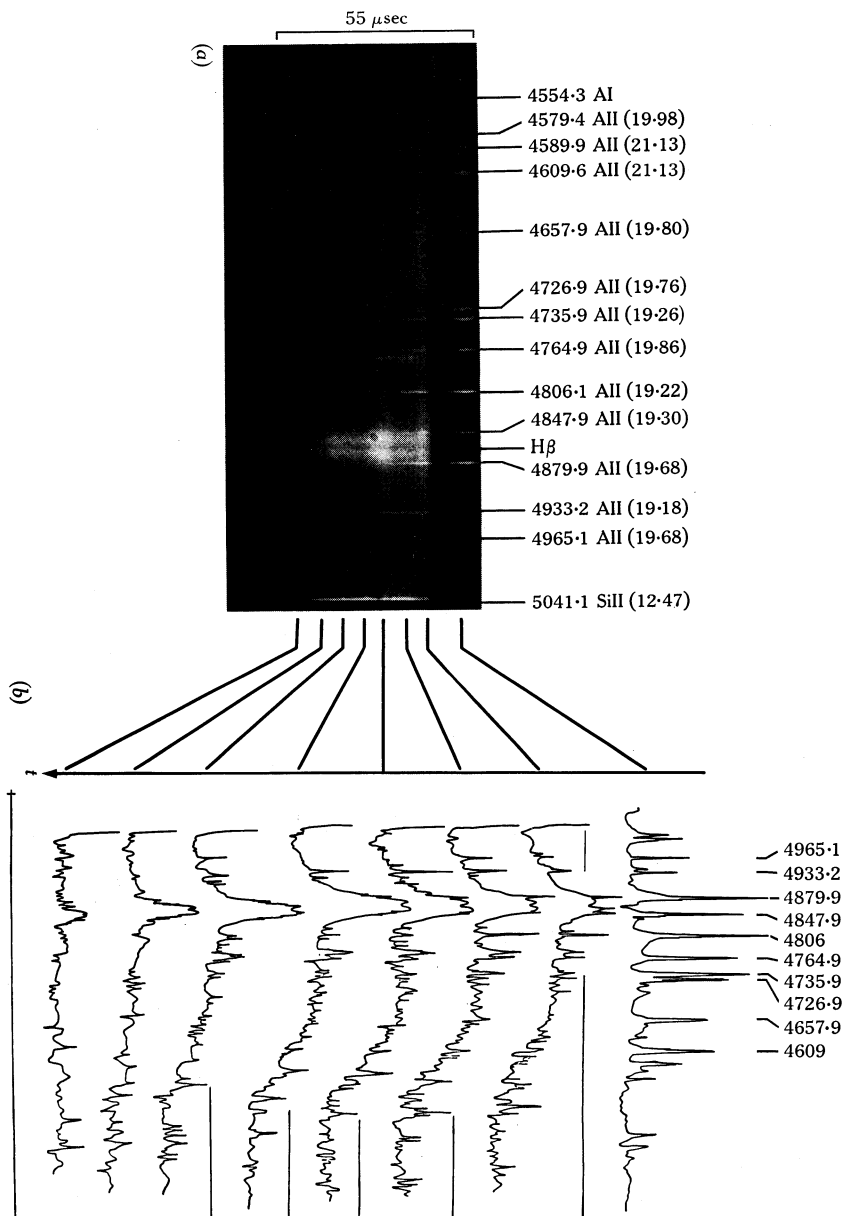 55 μsec
(a)
4554·3 AI
4579·4 AII (19·98)
4589·9 AII (21·13)
4609·6 AII (21·13)
4657·9 AII (19·80)
4726·9 AII (19·76)
4735·9 AII (19·26)
4764·9 AII (19·86)
4806·1 AII (19·22)
4847·9 AII (19·30)
Hβ
4879·9 AII (19·68)
4933·2 AII (19·18)
4965·1 AII (19·68)
5041·1 SiII (12·47)
(b)
t
4965·1
4933·2
4879·9
4847·9
4806
4764·9
4735·9
4726·9
4657·9
4609